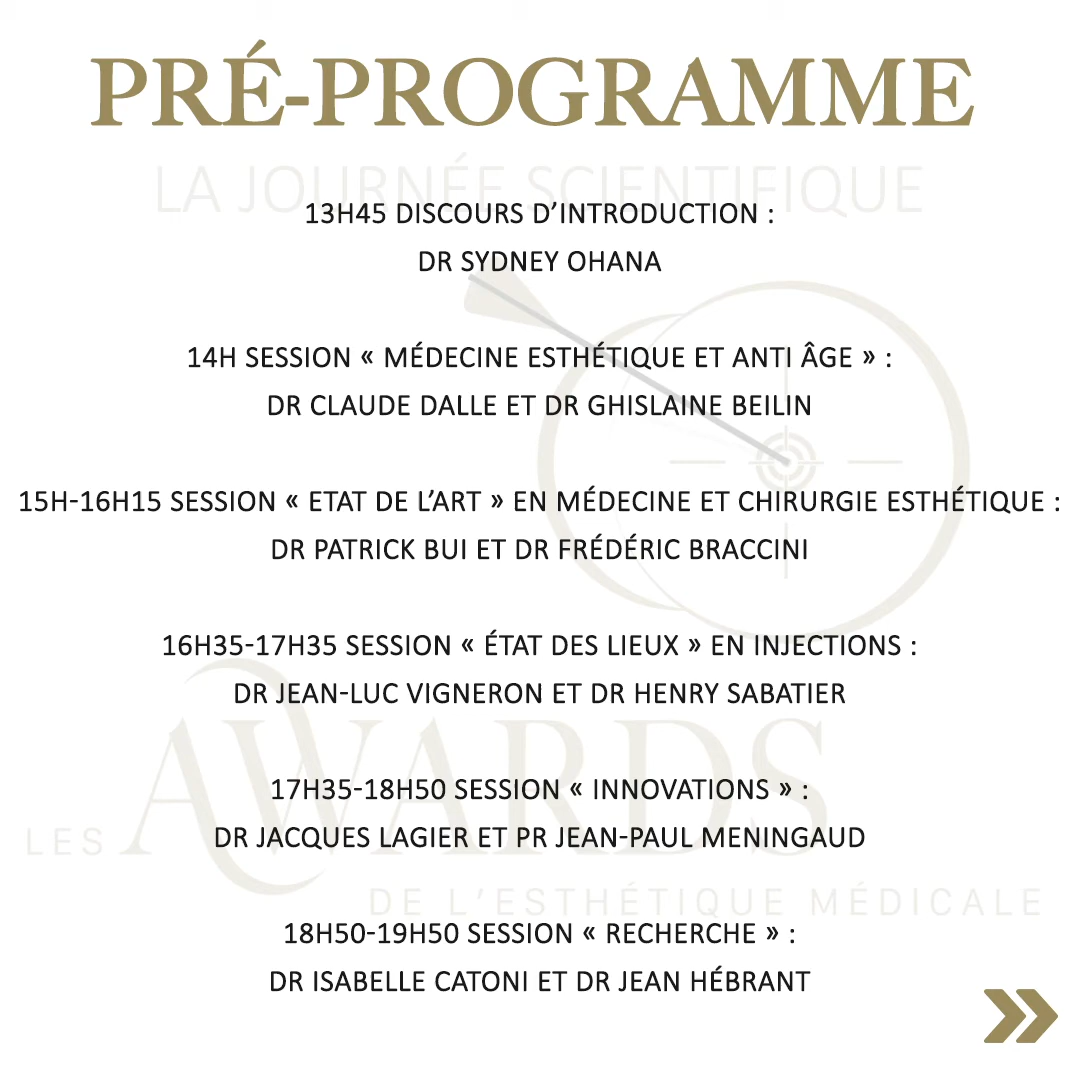 PRÉ-PROGRAMME
LA JOURNÉE SCIENTIFIQUE
13H45 DISCOURS D’INTRODUCTION :
DR SYDNEY OHANA
14H SESSION « MÉDECINE ESTHÉTIQUE ET ANTI ÂGE » :
DR CLAUDE DALLE ET DR GHISLAINE BEILIN
15H-16H15 SESSION « ETAT DE L’ART » EN MÉDECINE ET CHIRURGIE ESTHÉTIQUE :
DR PATRICK BUI ET DR FRÉDÉRIC BRACCINI
16H35-17H35 SESSION « ÉTAT DES LIEUX » EN INJECTIONS :
DR JEAN-LUC VIGNERON ET DR HENRY SABATIER
17H35-18H50 SESSION « INNOVATIONS » :
DR JACQUES LAGIER ET PR JEAN-PAUL MENINGAUD
LES AWARDS
DE L’ESTHÉTIQUE MÉDICALE
18H50-19H50 SESSION « RECHERCHE » :
DR ISABELLE CATONI ET DR JEAN HÉBRANT